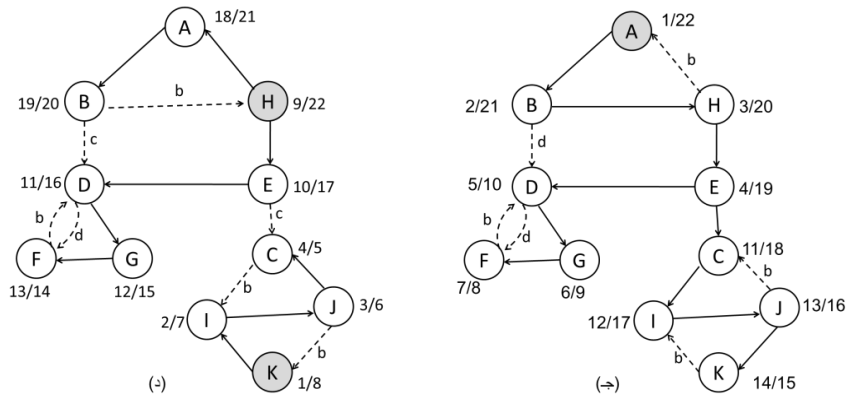 A 18/21
B 19/20
b
H 9/22
c
D 11/16
E 10/17
b
d
c
F 13/14
G 12/15
C 4/5
b
I 2/7
J 3/6
b
K 1/8
(د)
A 1/22
b
B 2/21
H 3/20
d
D 5/10
E 4/19
b
d
F 7/8
G 6/9
C 11/18
b
I 12/17
J 13/16
b
K 14/15
(ج)